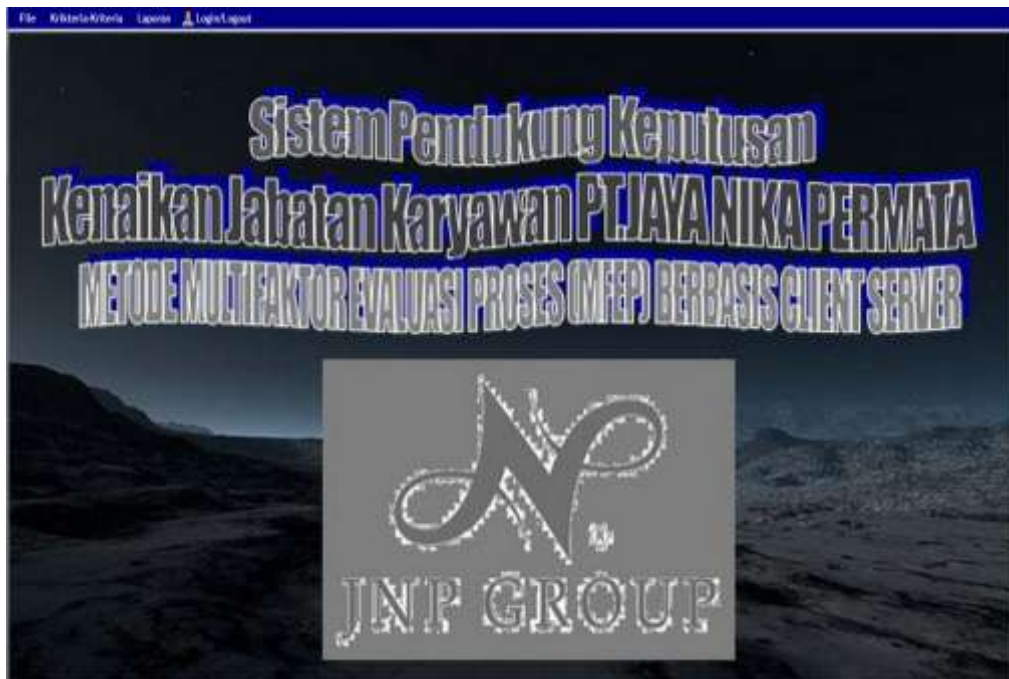 File Krikteria-Kriteria Laporan Login/Logout
Sistem Pendukung Keputusan
Kenaikan Jabatan Karyawan PT JAYA NIKA PERMATA
METODE MULTIFAKTOR EVALUASI PROSES (MFEP) BERBASIS CLIENT SERVER
JNP GROUP